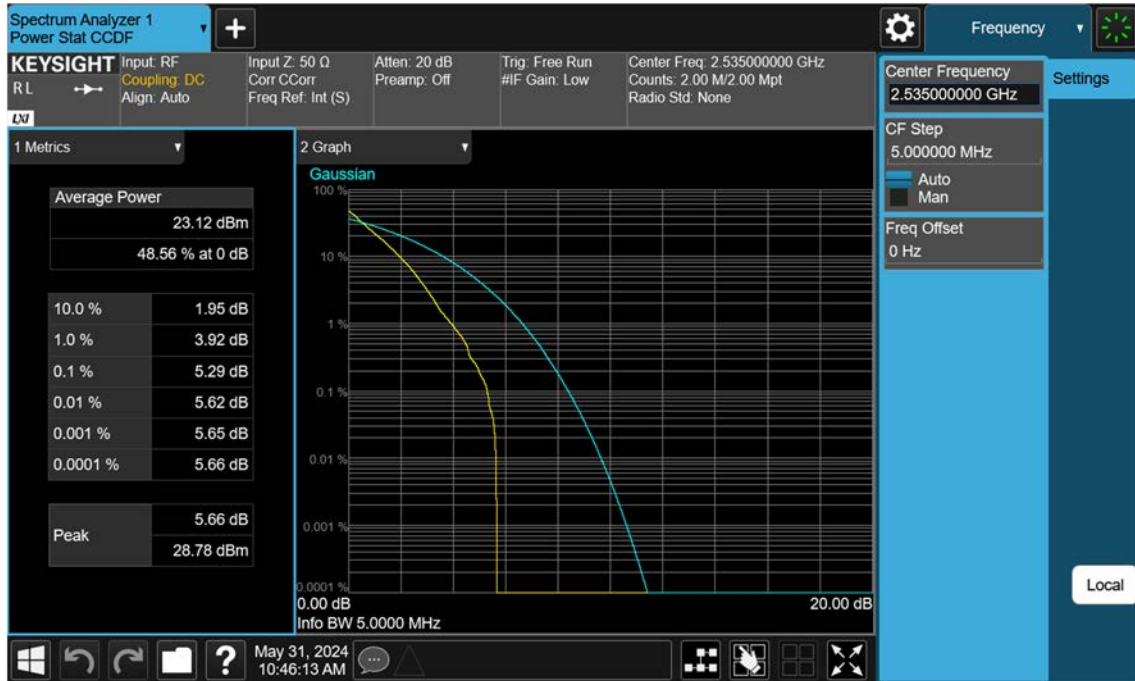 Spectrum Analyzer 1
Power Stat CCDF
+
Frequency
KEYSIGHT
RL
LXI
Input: RF
Coupling: DC
Align: Auto
Input Z: 50 Ω
Corr CCorr
Freq Ref: Int (S)
Atten: 20 dB
Preamp: Off
Trig: Free Run
#IF Gain: Low
Center Freq: 2.535000000 GHz
Counts: 2.00 M/2.00 Mpt
Radio Std: None
Center Frequency
2.535000000 GHz
Settings
CF Step
5.000000 MHz
Auto
Man
Freq Offset
0 Hz
Local
1 Metrics
Average Power
23.12 dBm
48.56 % at 0 dB
10.0 % 1.95 dB
1.0 % 3.92 dB
0.1 % 5.29 dB
0.01 % 5.62 dB
0.001 % 5.65 dB
0.0001 % 5.66 dB
Peak
5.66 dB
28.78 dBm
2 Graph
Gaussian
100 %
10 %
1 %
0.1 %
0.01 %
0.001 %
0.0001 %
0.00 dB 20.00 dB
Info BW 5.0000 MHz
?
May 31, 2024
10:46:13 AM